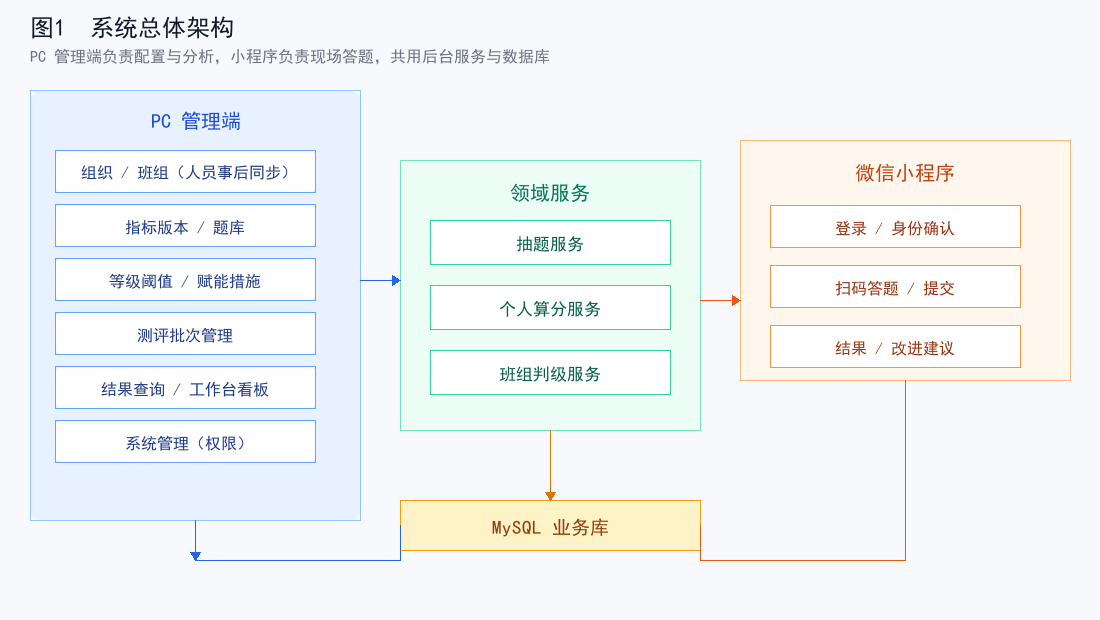 图1 系统总体架构
PC 管理端负责配置与分析，小程序负责现场答题，共用后台服务与数据库
PC 管理端
组织 / 班组（人员事后同步）
指标版本 / 题库
等级阈值 / 赋能措施
测评批次管理
结果查询 / 工作台看板
系统管理（权限）
领域服务
抽题服务
个人算分服务
班组判级服务
微信小程序
登录 / 身份确认
扫码答题 / 提交
结果 / 改进建议
MySQL 业务库